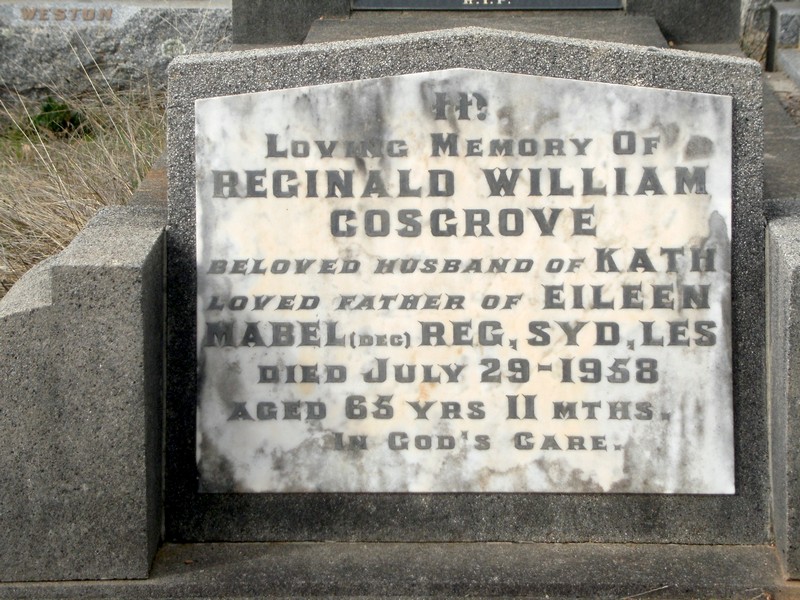 WESTON
R.I.P.
IN
LOVING MEMORY OF
REGINALD WILLIAM
COSGROVE
BELOVED HUSBAND OF KATH
LOVED FATHER OF EILEEN
MABEL (DEC) REG, SYD, LES
DIED JULY 29-1958
AGED 65 YRS 11 MTHS.
IN GOD'S CARE.